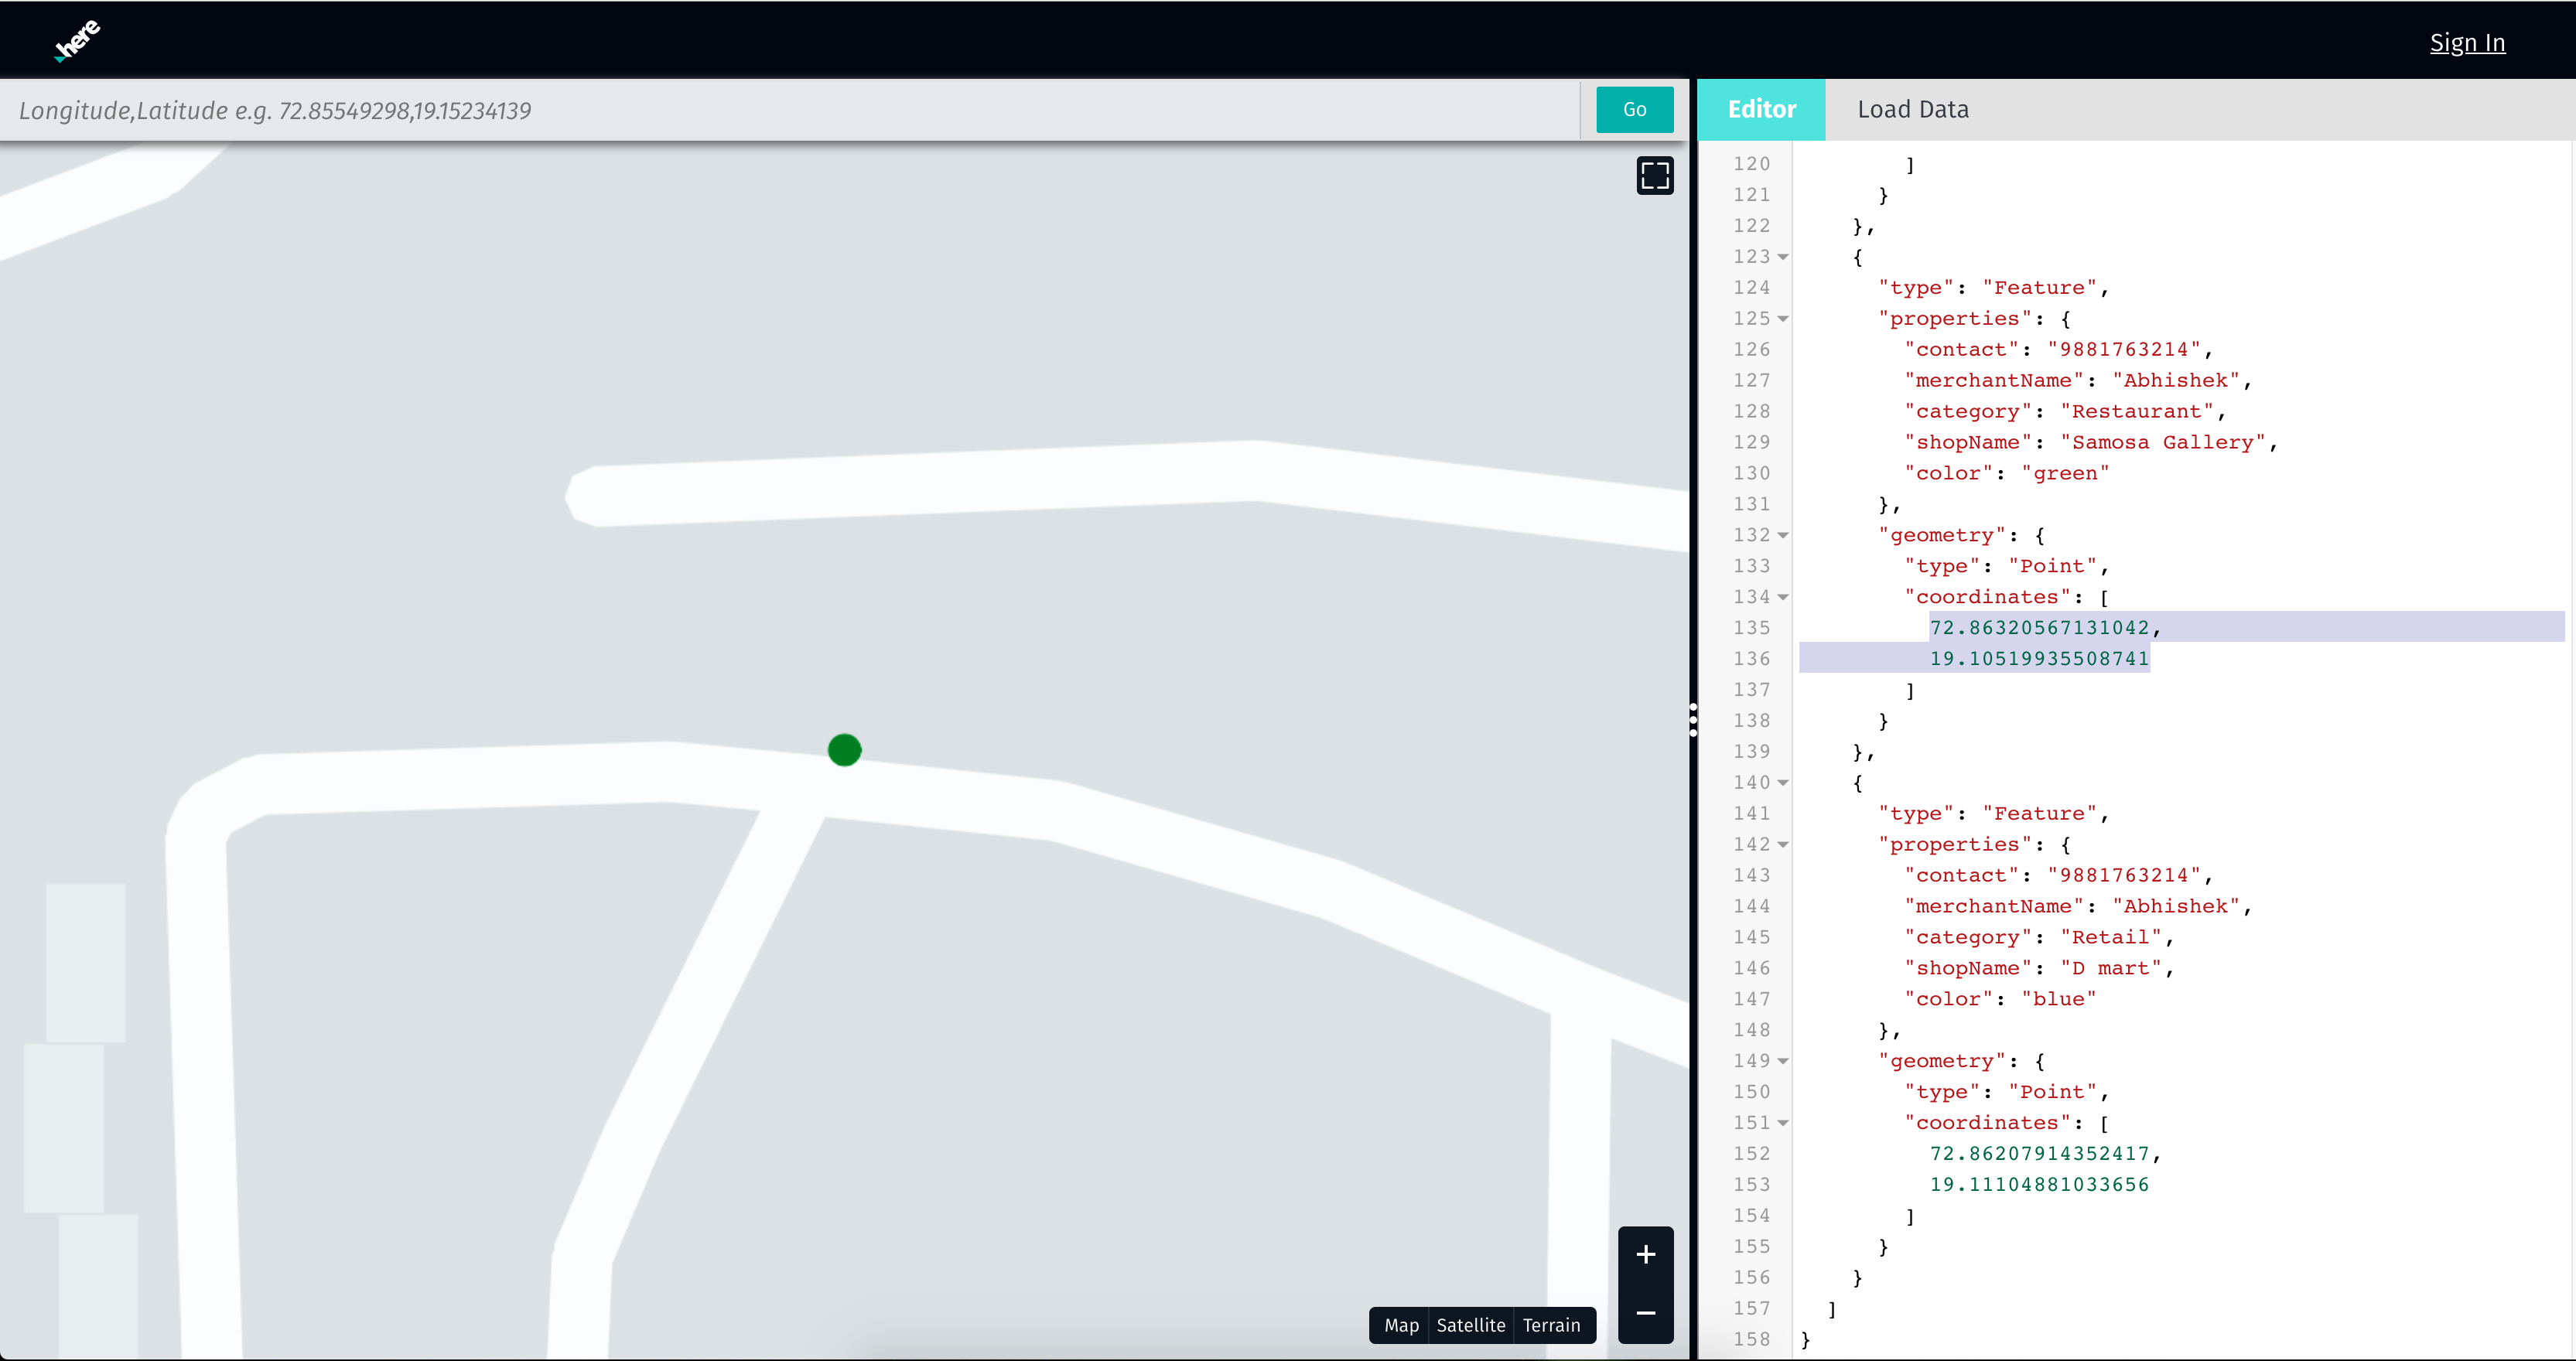 here
Sign In
Longitude,Latitude e.g. 72.85549298,19.15234139
Go
Editor
Load Data
120 ]
121 }
122 },
123 {
124 "type": "Feature",
125 "properties": {
126 "contact": "9881763214",
127 "merchantName": "Abhishek",
128 "category": "Restaurant",
129 "shopName": "Samosa Gallery",
130 "color": "green"
131 },
132 "geometry": {
133 "type": "Point",
134 "coordinates": [
135 72.86320567131042,
136 19.10519935508741
137 ]
138 }
139 },
140 {
141 "type": "Feature",
142 "properties": {
143 "contact": "9881763214",
144 "merchantName": "Abhishek",
145 "category": "Retail",
146 "shopName": "D mart",
147 "color": "blue"
148 },
149 "geometry": {
150 "type": "Point",
151 "coordinates": [
152 72.86207914352417,
153 19.11104881033656
154 ]
155 }
156 }
157 ]
158 }
+
−
Map Satellite Terrain